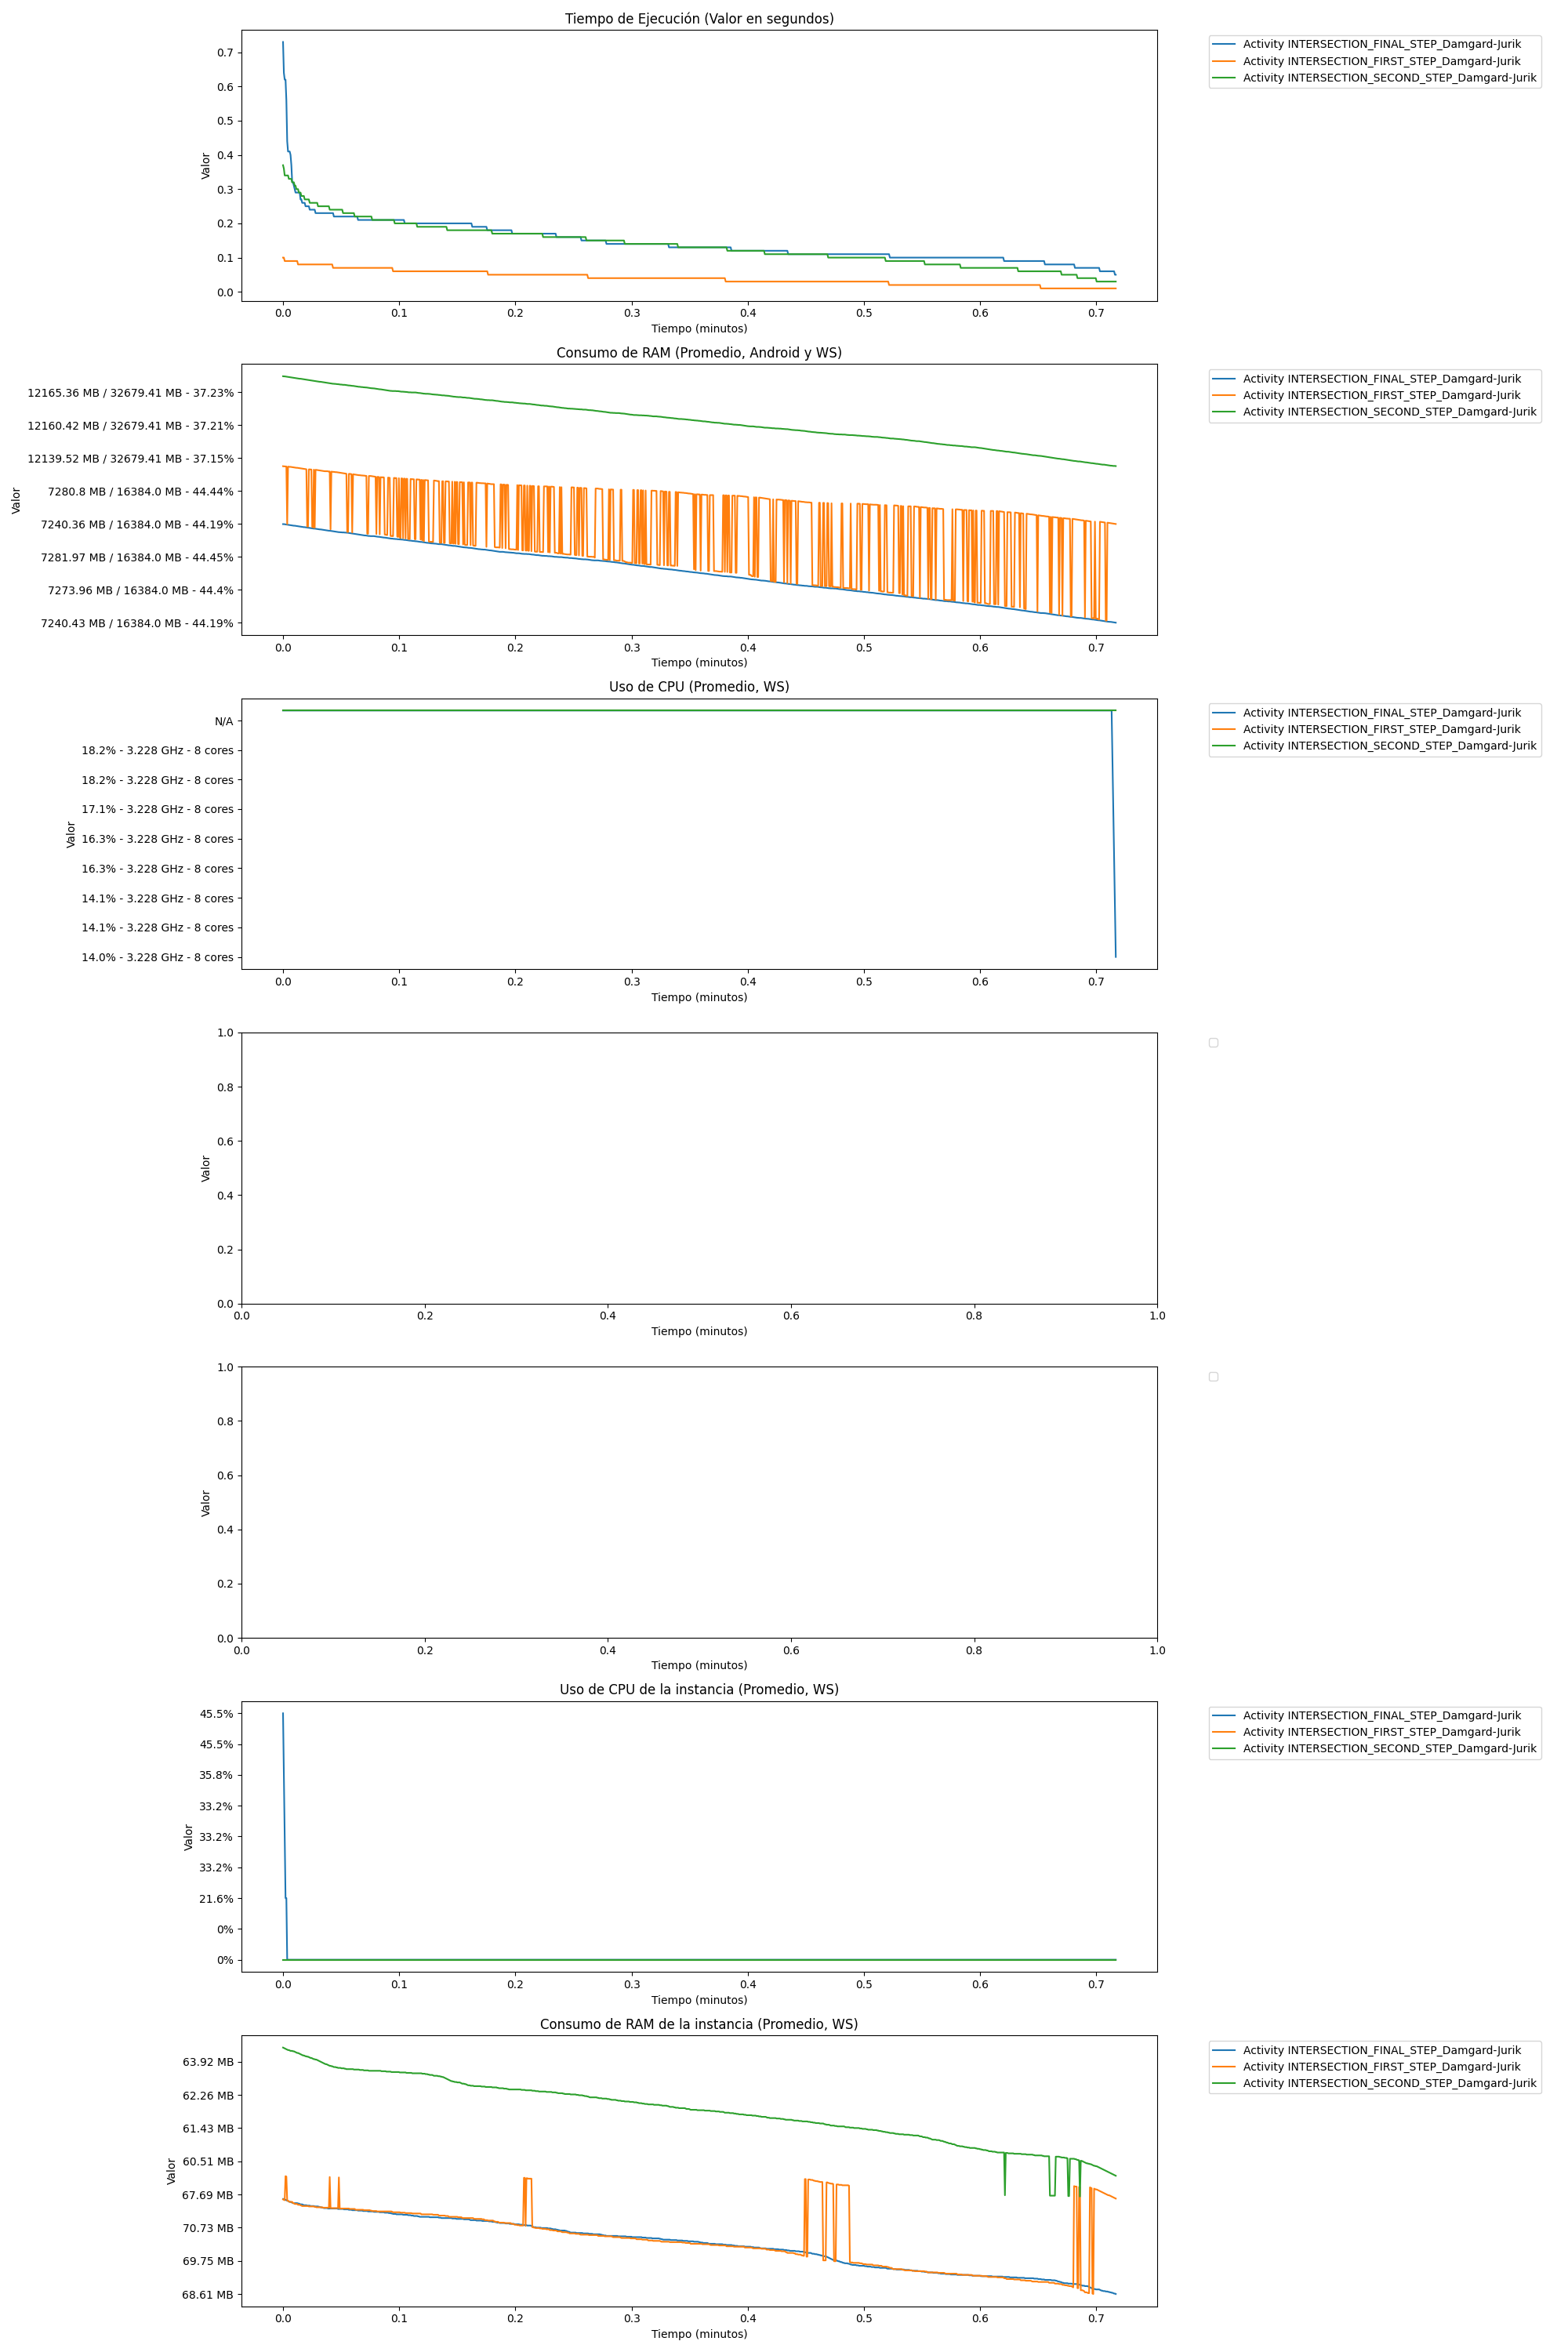 Tiempo de Ejecución (Valor en segundos)
Valor
0.7
0.6
0.5
0.4
0.3
0.2
0.1
0.0
0.0 0.1 0.2 0.3 0.4 0.5 0.6 0.7
Tiempo (minutos)
Activity INTERSECTION_FINAL_STEP_Damgard-Jurik
Activity INTERSECTION_FIRST_STEP_Damgard-Jurik
Activity INTERSECTION_SECOND_STEP_Damgard-Jurik
Consumo de RAM (Promedio, Android y WS)
Valor
12165.36 MB / 32679.41 MB - 37.23%
12160.42 MB / 32679.41 MB - 37.21%
12139.52 MB / 32679.41 MB - 37.15%
7280.8 MB / 16384.0 MB - 44.44%
7240.36 MB / 16384.0 MB - 44.19%
7281.97 MB / 16384.0 MB - 44.45%
7273.96 MB / 16384.0 MB - 44.4%
7240.43 MB / 16384.0 MB - 44.19%
0.0 0.1 0.2 0.3 0.4 0.5 0.6 0.7
Tiempo (minutos)
Activity INTERSECTION_FINAL_STEP_Damgard-Jurik
Activity INTERSECTION_FIRST_STEP_Damgard-Jurik
Activity INTERSECTION_SECOND_STEP_Damgard-Jurik
Uso de CPU (Promedio, WS)
Valor
N/A
18.2% - 3.228 GHz - 8 cores
18.2% - 3.228 GHz - 8 cores
17.1% - 3.228 GHz - 8 cores
16.3% - 3.228 GHz - 8 cores
16.3% - 3.228 GHz - 8 cores
14.1% - 3.228 GHz - 8 cores
14.1% - 3.228 GHz - 8 cores
14.0% - 3.228 GHz - 8 cores
0.0 0.1 0.2 0.3 0.4 0.5 0.6 0.7
Tiempo (minutos)
Activity INTERSECTION_FINAL_STEP_Damgard-Jurik
Activity INTERSECTION_FIRST_STEP_Damgard-Jurik
Activity INTERSECTION_SECOND_STEP_Damgard-Jurik
Valor
1.0
0.8
0.6
0.4
0.2
0.0
0.0 0.2 0.4 0.6 0.8 1.0
Tiempo (minutos)
Valor
1.0
0.8
0.6
0.4
0.2
0.0
0.0 0.2 0.4 0.6 0.8 1.0
Tiempo (minutos)
Uso de CPU de la instancia (Promedio, WS)
Valor
45.5%
45.5%
35.8%
33.2%
33.2%
33.2%
21.6%
0%
0%
0.0 0.1 0.2 0.3 0.4 0.5 0.6 0.7
Tiempo (minutos)
Activity INTERSECTION_FINAL_STEP_Damgard-Jurik
Activity INTERSECTION_FIRST_STEP_Damgard-Jurik
Activity INTERSECTION_SECOND_STEP_Damgard-Jurik
Consumo de RAM de la instancia (Promedio, WS)
Valor
63.92 MB
62.26 MB
61.43 MB
60.51 MB
67.69 MB
70.73 MB
69.75 MB
68.61 MB
0.0 0.1 0.2 0.3 0.4 0.5 0.6 0.7
Tiempo (minutos)
Activity INTERSECTION_FINAL_STEP_Damgard-Jurik
Activity INTERSECTION_FIRST_STEP_Damgard-Jurik
Activity INTERSECTION_SECOND_STEP_Damgard-Jurik